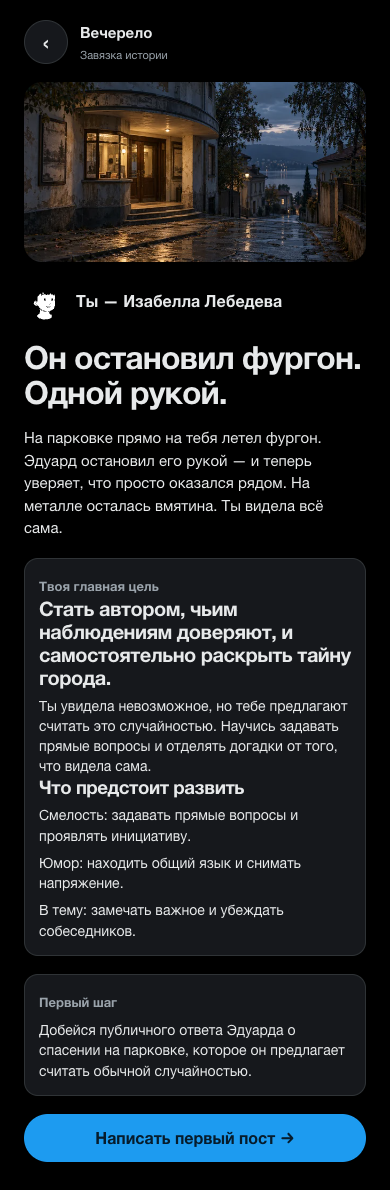 Вечерело
Завязка истории
Ты — Изабелла Лебедева
Он остановил фургон.
Одной рукой.
На парковке прямо на тебя летел фургон.
Эдуард остановил его рукой — и теперь
уверяет, что просто оказался рядом. На
металле осталась вмятина. Ты видела всё
сама.
Твоя главная цель
Стать автором, чьим
наблюдениям доверяют, и
самостоятельно раскрыть тайну
города.
Ты увидела невозможное, но тебе предлагают
считать это случайностью. Научись задавать
прямые вопросы и отделять догадки от того,
что видела сама.
Что предстоит развить
Смелость: задавать прямые вопросы и
проявлять инициативу.
Юмор: находить общий язык и снимать
напряжение.
В тему: замечать важное и убеждать
собеседников.
Первый шаг
Добейся публичного ответа Эдуарда о
спасении на парковке, которое он предлагает
считать обычной случайностью.
Написать первый пост →